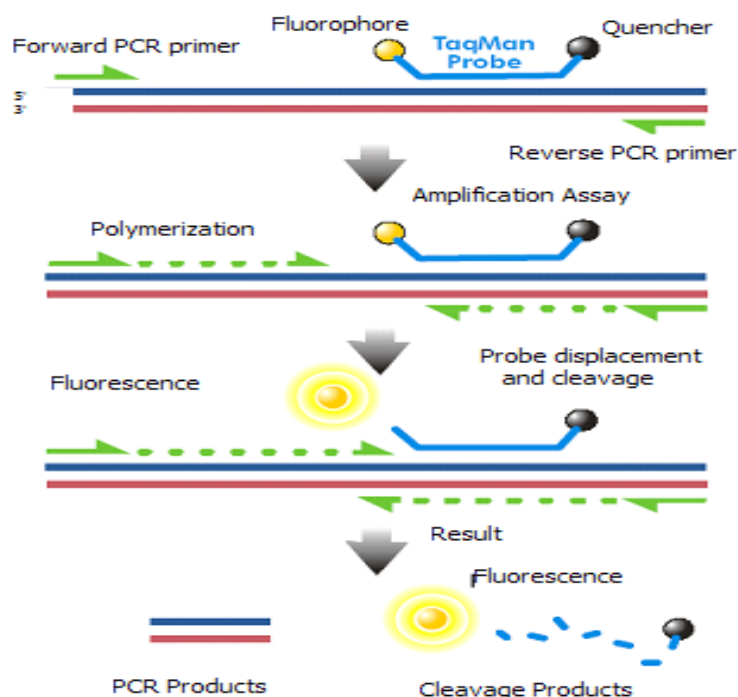 Fluorophore
Quencher
TaqMan
Probe
Forward PCR primer
5'
3'
Reverse PCR primer
Amplification Assay
Polymerization
Probe displacement
and cleavage
Fluorescence
Result
Fluorescence
PCR Products
Cleavage Products